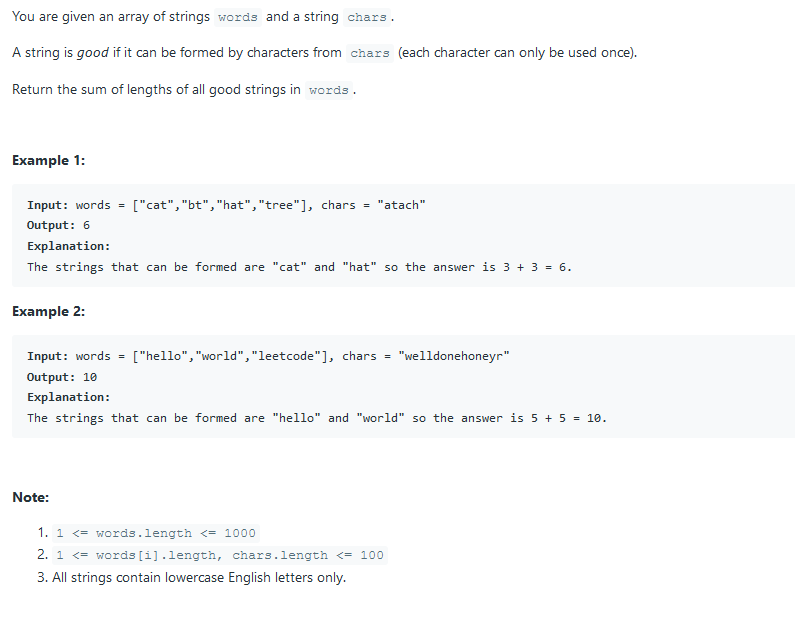 You are given an array of strings words and a string chars.
A string is good if it can be formed by characters from chars (each character can only be used once).
Return the sum of lengths of all good strings in words.
Example 1:
Input: words = ["cat","bt","hat","tree"], chars = "atach"
Output: 6
Explanation:
The strings that can be formed are "cat" and "hat" so the answer is 3 + 3 = 6.
Example 2:
Input: words = ["hello","world","leetcode"], chars = "welldonehoneyr"
Output: 10
Explanation:
The strings that can be formed are "hello" and "world" so the answer is 5 + 5 = 10.
Note:
1. 1 <= words.length <= 1000
2. 1 <= words[i].length, chars.length <= 100
3. All strings contain lowercase English letters only.